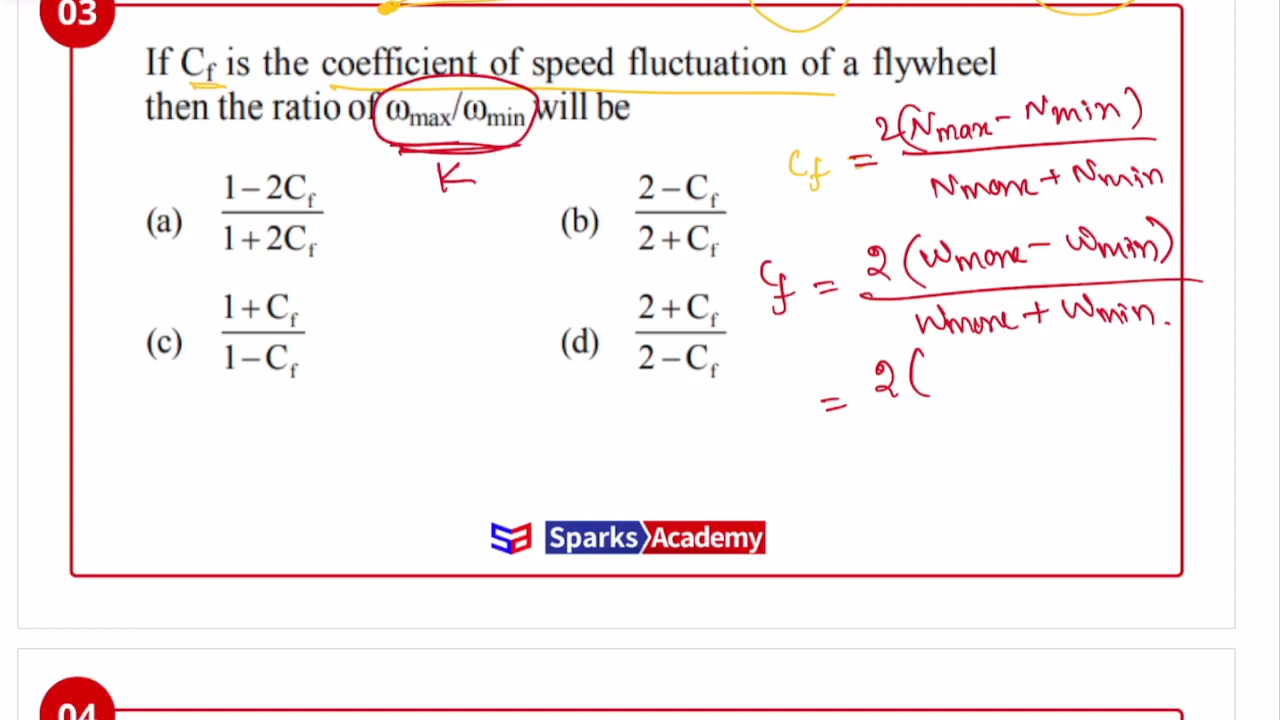 03
If Cf is the coefficient of speed fluctuation of a flywheel
then the ratio of ωmax/ωmin will be
K
(a) 1−2Cf
1+2Cf
(b) 2−Cf
2+Cf
(c) 1+Cf
1−Cf
(d) 2+Cf
2−Cf
Cf = 2(Nmax − Nmin)
Nmax + Nmin
Cf = 2(ωmax − ωmin)
ωmax + ωmin.
= 2(
Sparks Academy
04